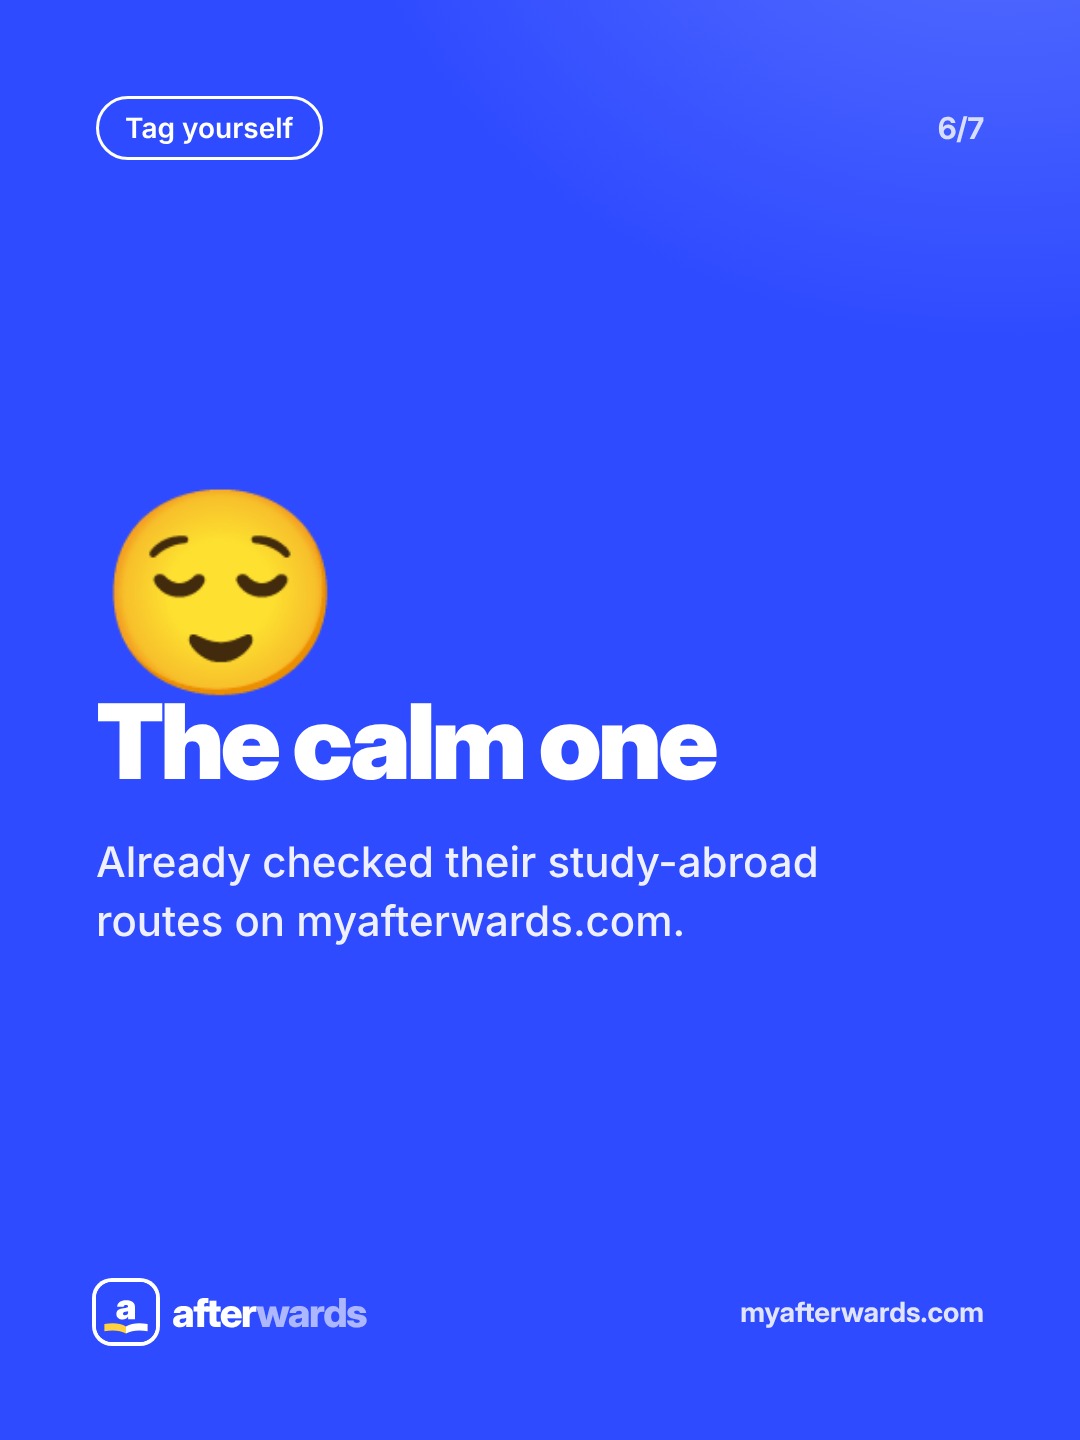 Tag yourself
6/7
The calm one
Already checked their study-abroad
routes on myafterwards.com.
a afterwards
myafterwards.com